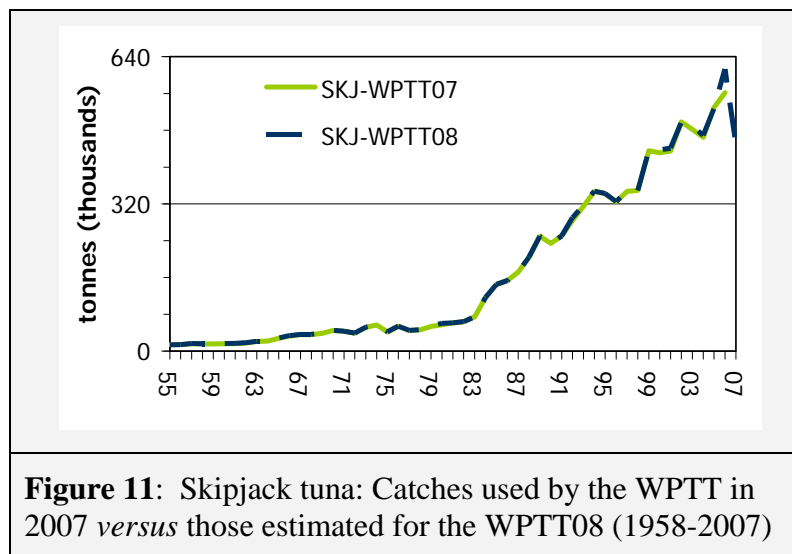 640
SKJ-WPTT07
SKJ-WPTT08
320
0
tonnes (thousands)
55 59 63 67 71 75 79 83 87 91 95 99 03 07
Figure 11: Skipjack tuna: Catches used by the WPTT in
2007 versus those estimated for the WPTT08 (1958-2007)